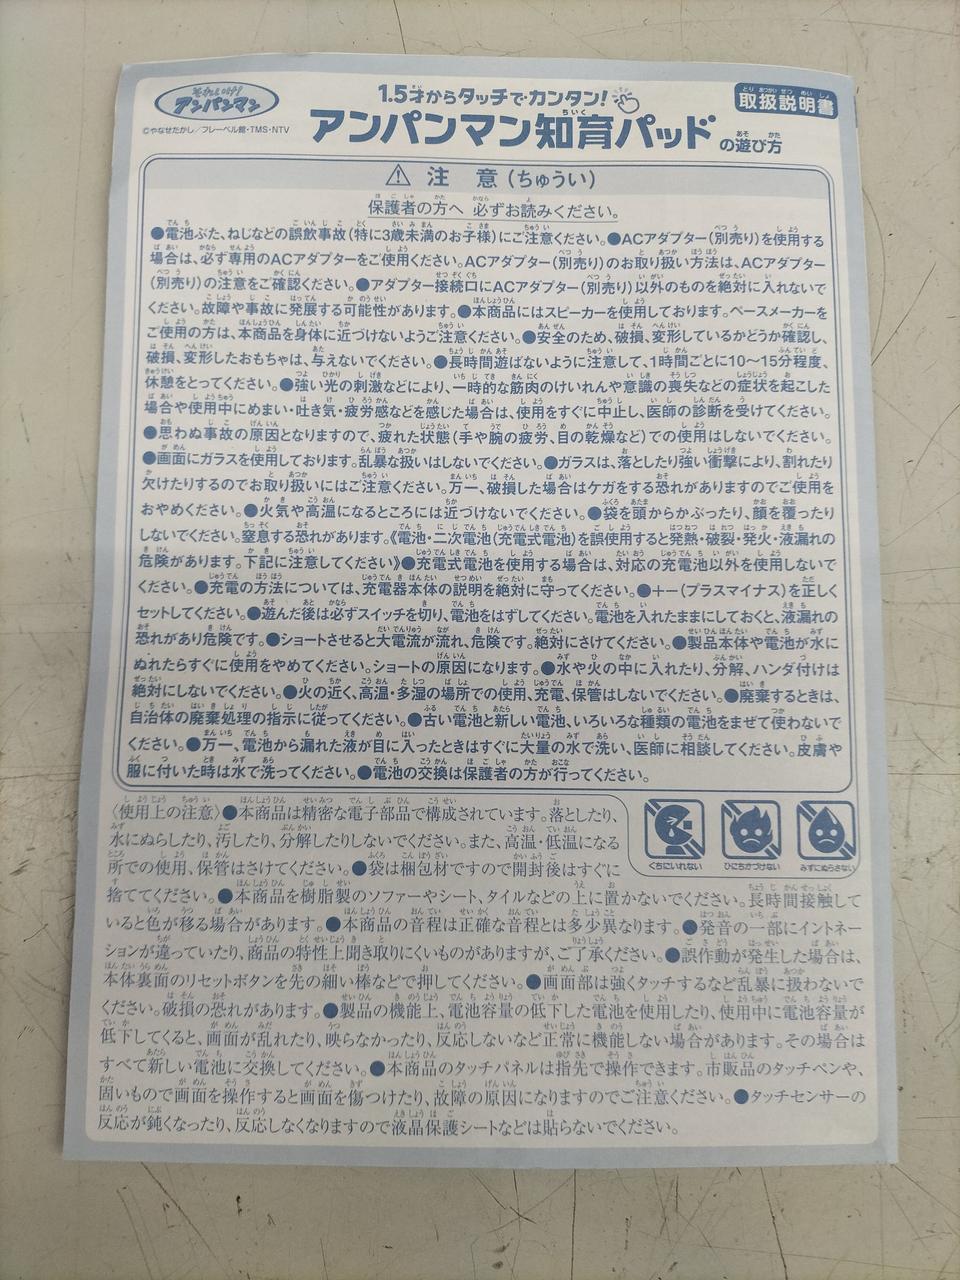 それいけ!
アンパンマン
©やなせたかし/フレーベル館・TMS・NTV
1.5才からタッチでカンタン!
アンパンマン知育パッドの遊び方
取扱説明書
⚠ 注 意(ちゅうい)
保護者の方へ 必ずお読みください。
●電池ぶた、ねじなどの誤飲事故(特に3歳未満のお子様)にご注意ください。●ACアダプター(別売り)を使用する
場合は、必ず専用のACアダプターをご使用ください。ACアダプター(別売り)のお取り扱い方法は、ACアダプター
(別売り)の注意をご確認ください。●アダプター接続口にACアダプター(別売り)以外のものを絶対に入れないで
ください。故障や事故に発展する可能性があります。●本商品にはスピーカーを使用しております。ペースメーカーを
ご使用の方は、本商品を身体に近づけないようご注意ください。●安全のため、破損、変形しているかどうか確認し、
破損、変形したおもちゃは、与えないでください。●長時間遊ばないように注意して、1時間ごとに10〜15分程度、
休憩をとってください。●強い光の刺激などにより、一時的な筋肉のけいれんや意識の喪失などの症状を起こした
場合や使用中にめまい・吐き気・疲労感などを感じた場合は、使用をすぐに中止し、医師の診断を受けてください。
●思わぬ事故の原因となりますので、疲れた状態(手や腕の疲労、目の乾燥など)での使用はしないでください。
●画面にガラスを使用しております。乱暴な扱いはしないでください。●ガラスは、落としたり強い衝撃により、割れたり
欠けたりするのでお取り扱いにはご注意ください。万一、破損した場合はケガをする恐れがありますのでご使用を
おやめください。●火気や高温になるところには近づけないでください。●袋を頭からかぶったり、顔を覆ったり
しないでください。窒息する恐れがあります。《電池・二次電池(充電式電池)を誤使用すると発熱・破裂・発火・液漏れの
危険があります。下記に注意してください》●充電式電池を使用する場合は、対応の充電池以外を使用しないで
ください。●充電の方法については、充電器本体の説明を絶対に守ってください。●+−(プラスマイナス)を正しく
セットしてください。●遊んだ後は必ずスイッチを切り、電池をはずしてください。電池を入れたままにしておくと、液漏れの
恐れがあり危険です。●ショートさせると大電流が流れ、危険です。絶対にさけてください。●製品本体や電池が水に
ぬれたらすぐに使用をやめてください。ショートの原因になります。●水や火の中に入れたり、分解、ハンダ付けは
絶対にしないでください。●火の近く、高温・多湿の場所での使用、充電、保管はしないでください。●廃棄するときは、
自治体の廃棄処理の指示に従ってください。●古い電池と新しい電池、いろいろな種類の電池をまぜて使わないで
ください。●万一、電池から漏れた液が目に入ったときはすぐに大量の水で洗い、医師に相談してください。皮膚や
服に付いた時は水で洗ってください。●電池の交換は保護者の方が行ってください。
〈使用上の注意〉●本商品は精密な電子部品で構成されています。落としたり、
水にぬらしたり、汚したり、分解したりしないでください。また、高温・低温になる
所での使用、保管はさけてください。●袋は梱包材ですので開封後はすぐに
くちにいれない
ひにちかづけない
みずにぬらさない
捨ててください。●本商品を樹脂製のソファーやシート、タイルなどの上に置かないでください。長時間接触して
いると色が移る場合があります。●本商品の音程は正確な音程とは多少異なります。●発音の一部にイントネー
ションが違っていたり、商品の特性上聞き取りにくいものがありますが、ご了承ください。●誤作動が発生した場合は、
本体裏面のリセットボタンを先の細い棒などで押してください。●画面部は強くタッチするなど乱暴に扱わないで
ください。破損の恐れがあります。●製品の機能上、電池容量の低下した電池を使用したり、使用中に電池容量が
低下してくると、画面が乱れたり、映らなかったり、反応しないなど正常に機能しない場合があります。その場合は
すべて新しい電池に交換してください。●本商品のタッチパネルは指先で操作できます。市販品のタッチペンや、
固いもので画面を操作すると画面を傷つけたり、故障の原因になりますのでご注意ください。●タッチセンサーの
反応が鈍くなったり、反応しなくなりますので液晶保護シートなどは貼らないでください。